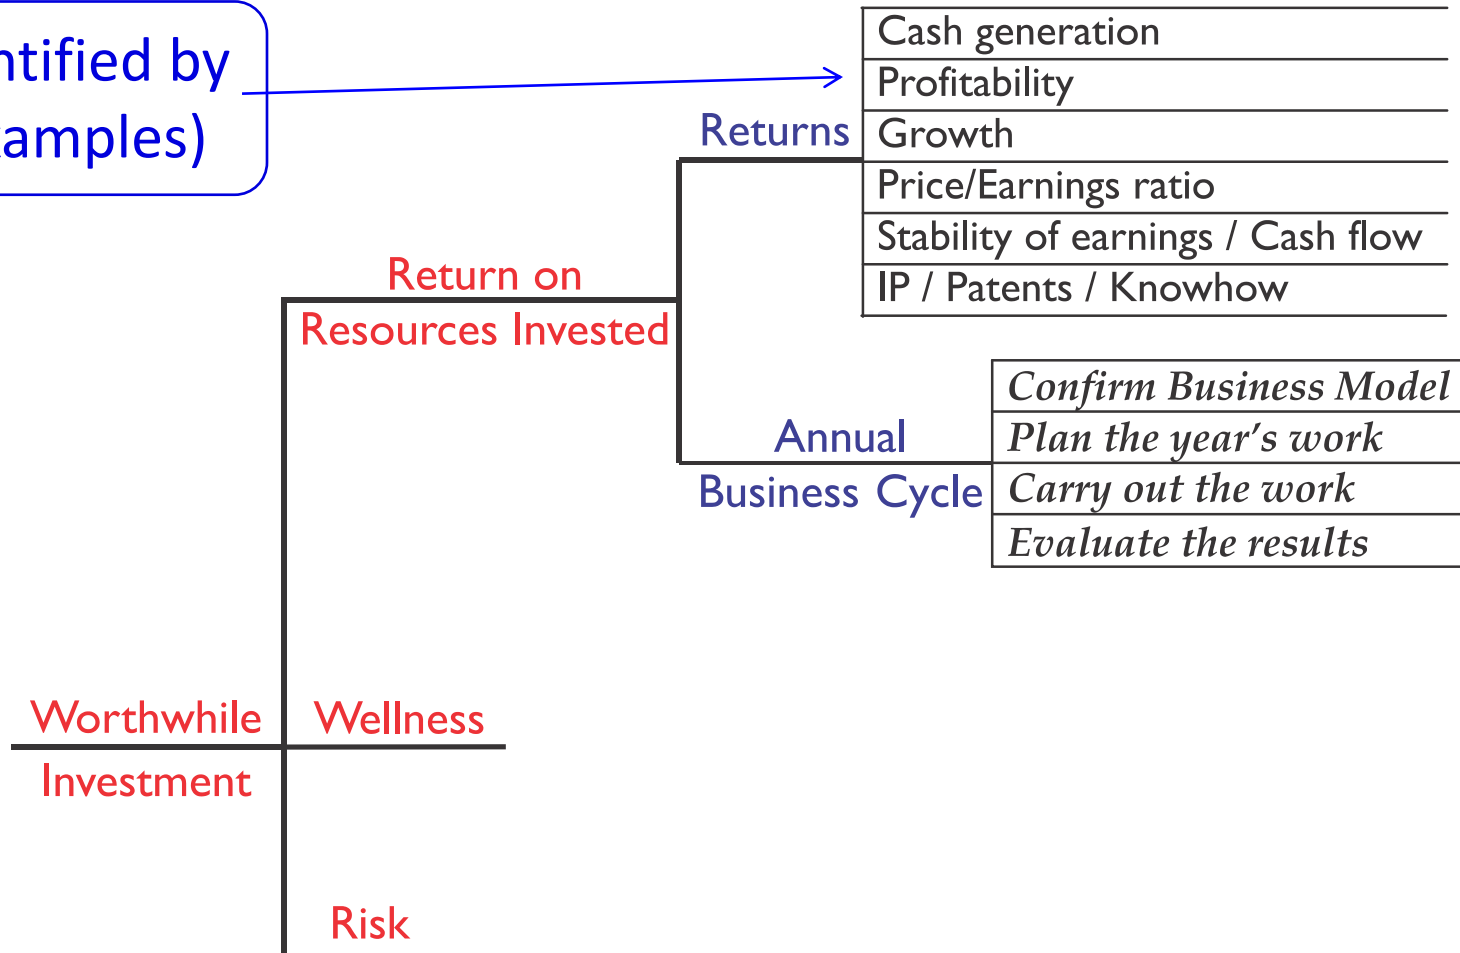 by
Cash generation
Profitability
Growth
Price/Earnings ratio
Stability of earnings / Cash flow
IP / Patents / Knowhow
Returns
Return on
Resources Invested
Annual
Business Cycle
Confirm Business Model
Plan the year's work
Carry out the work
Evaluate the results
Worthwhile
Investment
Wellness
Risk